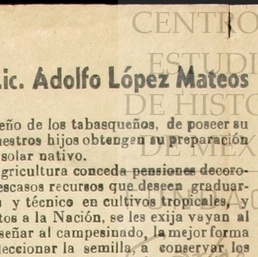 CENTRO
ESTUDI
Lic. Adolfo López Mateos
DE HISTO
eño de los tabasqueños, de poseer su
uestros hijos obtengan su preparación
solar nativo.
DE MÉX
gricultura conceda pensiones decoro-
escasos recursos que deseen graduar-
y técnico en cultivos tropicales, y
tos a la Nación, se les exija vayan al
señar al campesinado, la mejor forma
leccionar la semilla, a conservar los